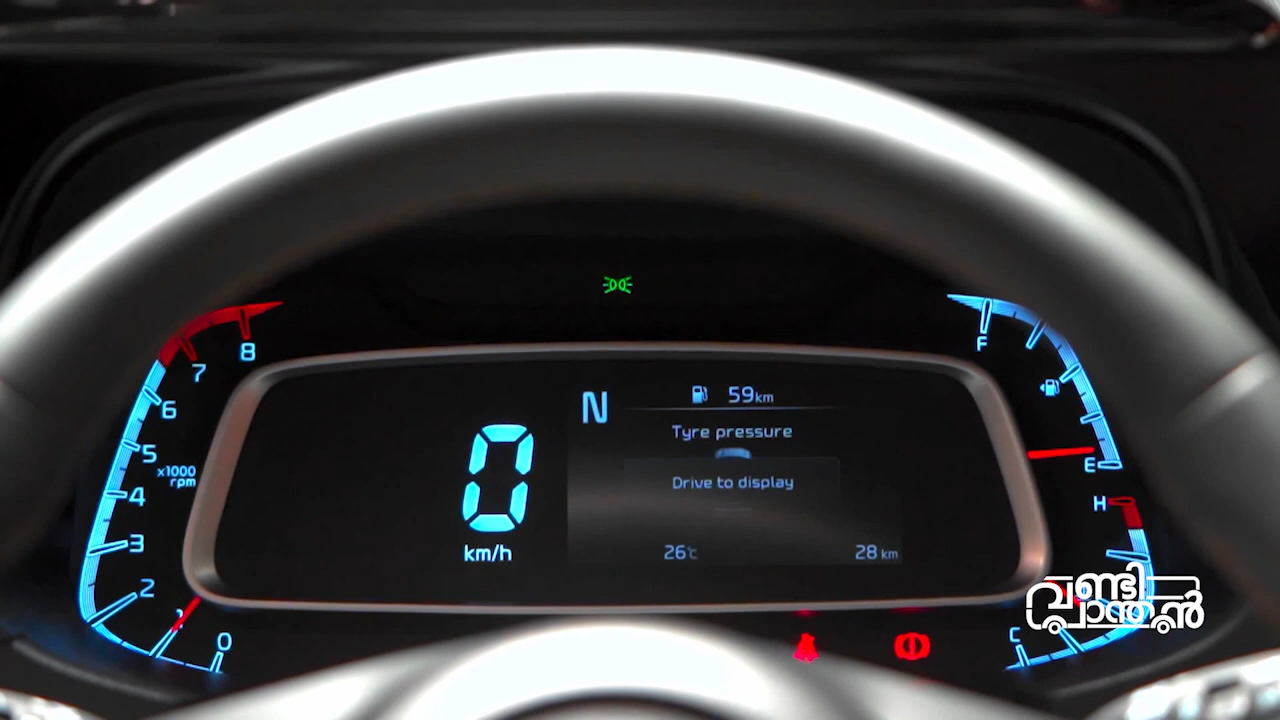 8
7
6
5
x1000
rpm
4
3
2
1
0
0
km/h
N
59km
Tyre pressure
Drive to display
26℃
28 km
F
E
H
C
വണ്ടി
പ്രാന്തൻ